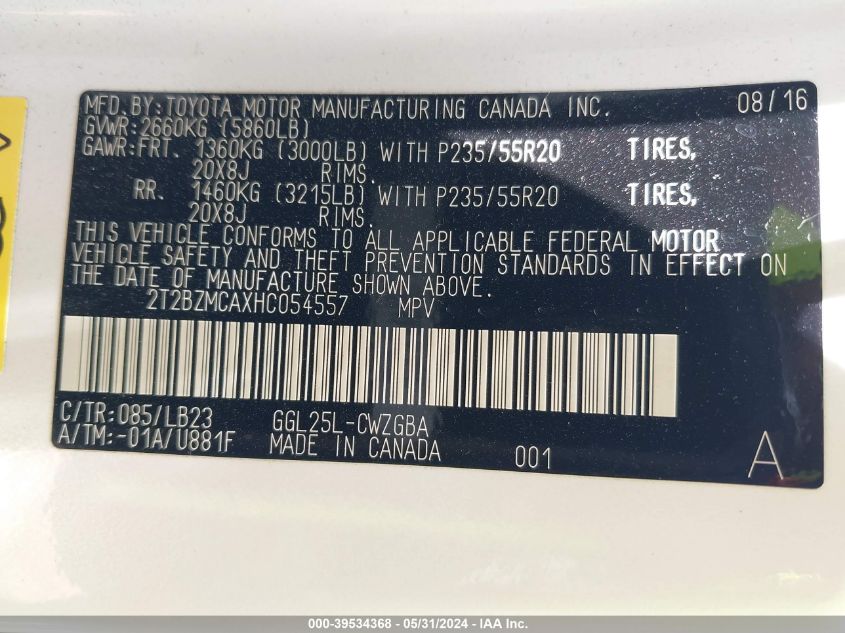 MFD. BY: TOYOTA MOTOR MANUFACTURING CANADA INC. 08/16
GVWR: 2660KG (5860LB)
GAWR: FRT. 1360KG (3000LB) WITH P235/55R20 TIRES,
20X8J RIMS.
RR. 1460KG (3215LB) WITH P235/55R20 TIRES,
20X8J RIMS.
THIS VEHICLE CONFORMS TO ALL APPLICABLE FEDERAL MOTOR
VEHICLE SAFETY AND THEFT PREVENTION STANDARDS IN EFFECT ON
THE DATE OF MANUFACTURE SHOWN ABOVE.
2T2BZMCAXHC054557 MPV
C/TR: 085/LB23 GGL25L-CWZGBA
A/TM: -01A/U881F MADE IN CANADA 001 A
000-39534368 - 05/31/2024 - IAA Inc.